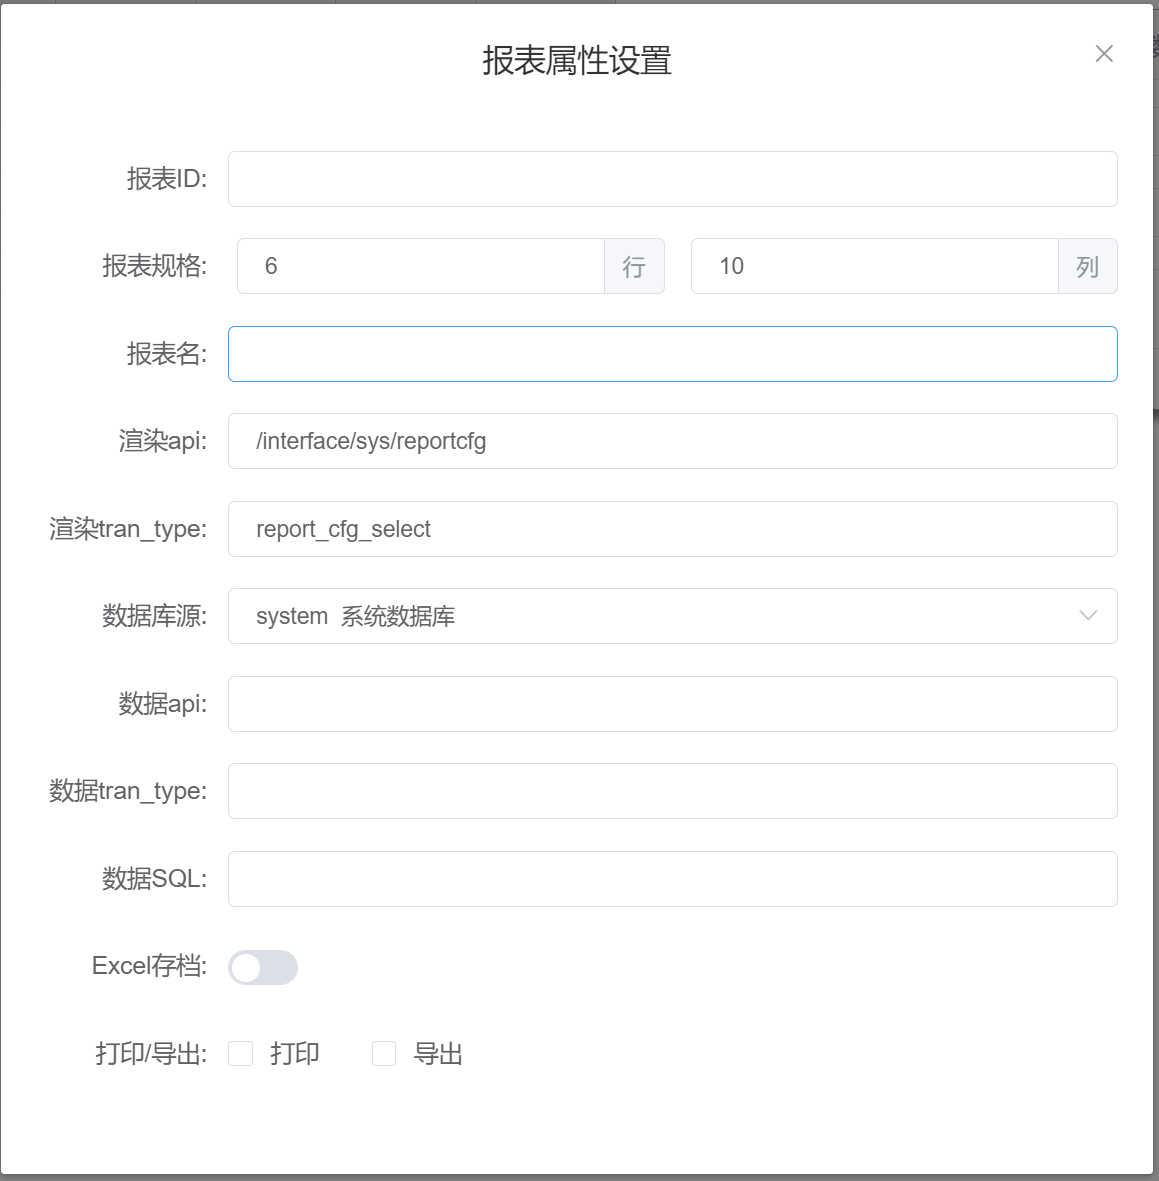 报表属性设置
报表ID:
报表规格: 6 行 10 列
报表名:
渲染api: /interface/sys/reportcfg
渲染tran_type: report_cfg_select
数据库源: system 系统数据库
数据api:
数据tran_type:
数据SQL:
Excel存档:
打印/导出: 打印 导出